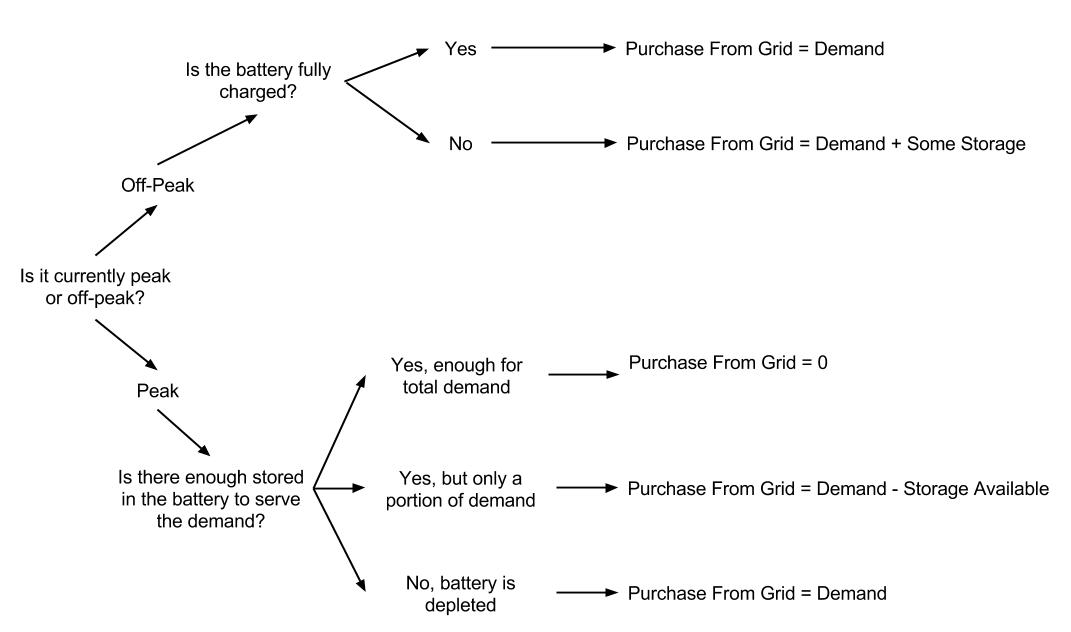 Is it currently peak
or off-peak?
Off-Peak
Is the battery fully
charged?
Yes
Purchase From Grid = Demand
No
Purchase From Grid = Demand + Some Storage
Peak
Is there enough stored
in the battery to serve
the demand?
Yes, enough for
total demand
Purchase From Grid = 0
Yes, but only a
portion of demand
Purchase From Grid = Demand - Storage Available
No, battery is
depleted
Purchase From Grid = Demand